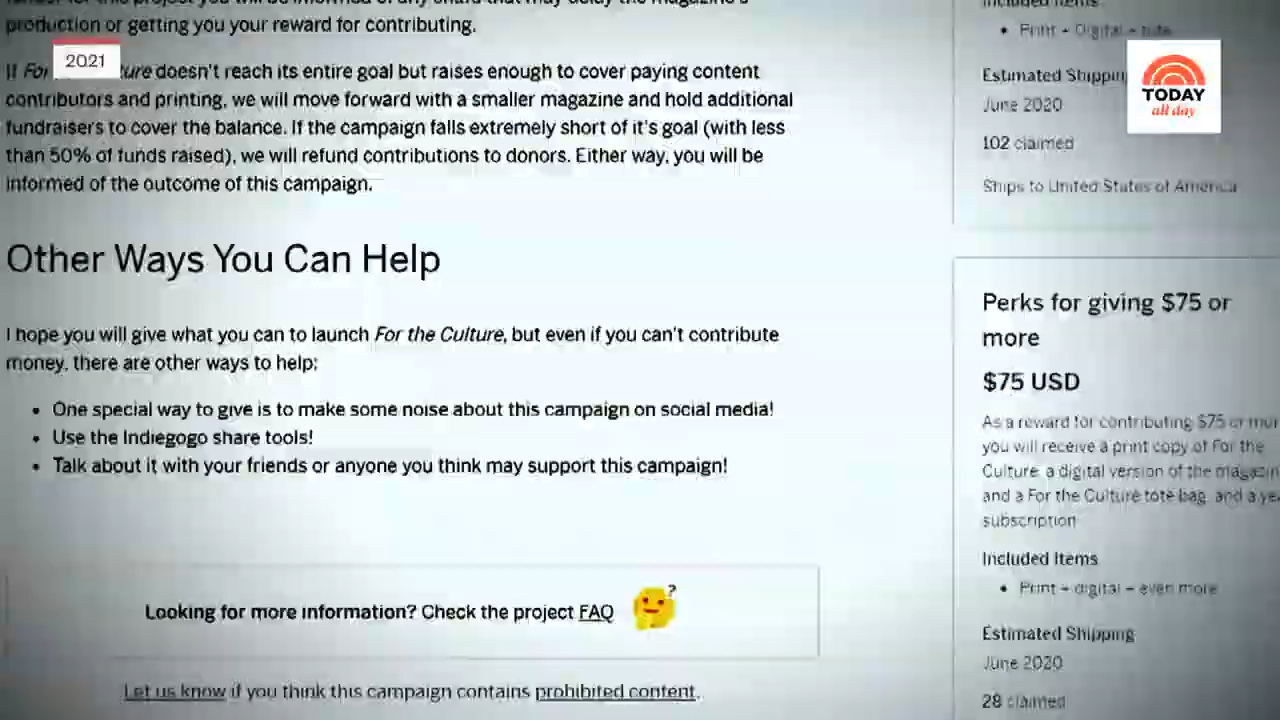 production or getting you your reward for contributing.
2021
If For ure doesn't reach its entire goal but raises enough to cover paying content
contributors and printing, we will move forward with a smaller magazine and hold additional
fundraisers to cover the balance. If the campaign falls extremely short of it's goal (with less
than 50% of funds raised), we will refund contributions to donors. Either way, you will be
informed of the outcome of this campaign.
Other Ways You Can Help
I hope you will give what you can to launch For the Culture, but even if you can't contribute
money, there are other ways to help:
• One special way to give is to make some noise about this campaign on social media!
• Use the Indiegogo share tools!
• Talk about it with your friends or anyone you think may support this campaign!
Looking for more information? Check the project FAQ
Let us know if you think this campaign contains prohibited content.
Included Items
• Print + Digital + tote
Estimated Shipping
June 2020
102 claimed
Ships to United States of America
TODAY
all day
Perks for giving $75 or
more
$75 USD
As a reward for contributing $75 or mor
you will receive a print copy of For the
Culture, a digital version of the magazin
and a For the Culture tote bag, and a ye
subscription
Included Items
• Print + digital + even more
Estimated Shipping
June 2020
28 claimed